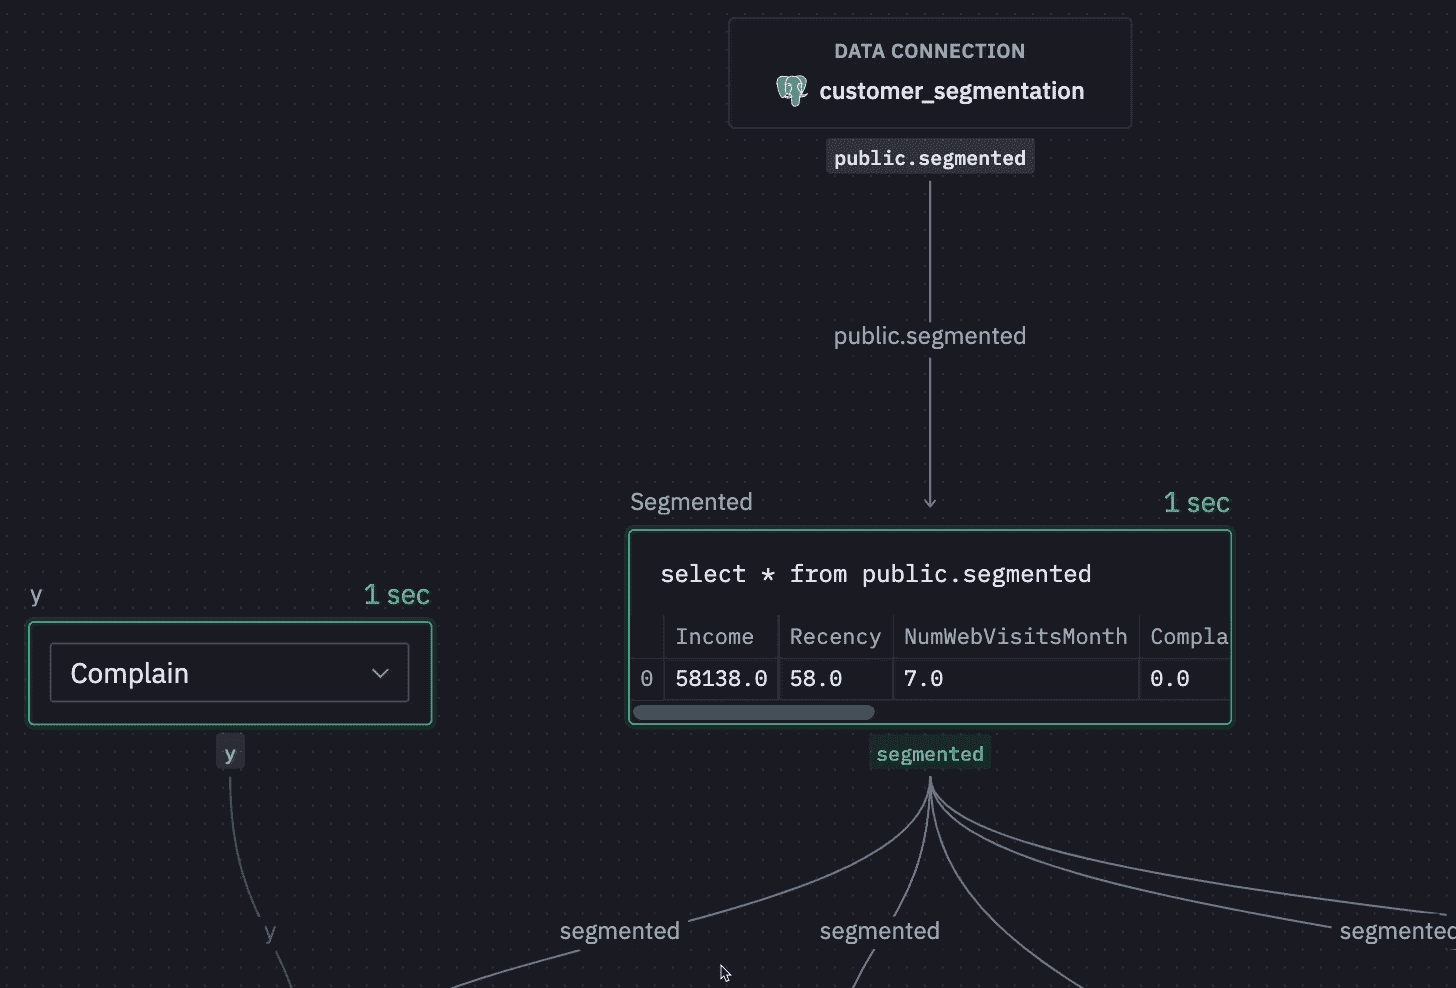 DATA CONNECTION
customer_segmentation
public.segmented
public.segmented
Segmented
1 sec
select * from public.segmented
Income Recency NumWebVisitsMonth Compla
0 58138.0 58.0 7.0 0.0
segmented
y
1 sec
Complain
y
y
segmented
segmented
segmented